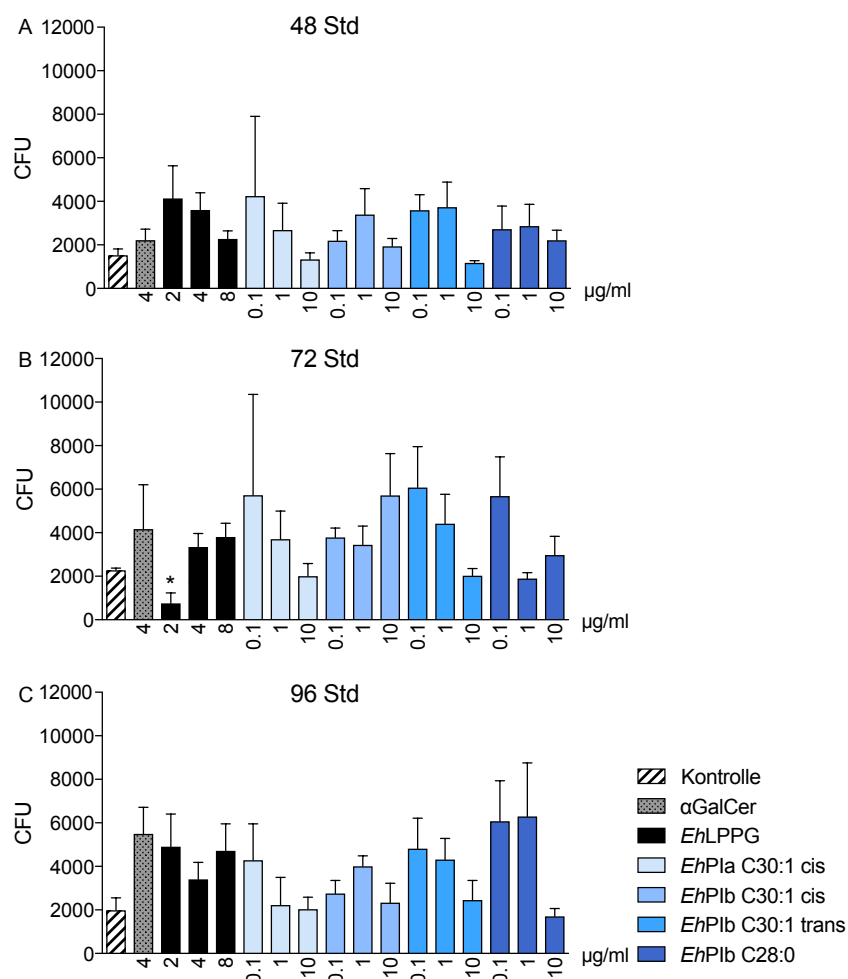 A 48 Std
CFU
12000
10000
8000
6000
4000
2000
0
4 2 4 8 0.1 1 10 0.1 1 10 0.1 1 10 0.1 1 10 µg/ml
B 72 Std
CFU
12000
10000
8000
6000
4000
2000
0
*
4 2 4 8 0.1 1 10 0.1 1 10 0.1 1 10 0.1 1 10 µg/ml
C 96 Std
CFU
12000
10000
8000
6000
4000
2000
0
4 2 4 8 0.1 1 10 0.1 1 10 0.1 1 10 0.1 1 10 µg/ml
Kontrolle
αGalCer
EhLPPG
EhPIa C30:1 cis
EhPIb C30:1 cis
EhPIb C30:1 trans
EhPIb C28:0